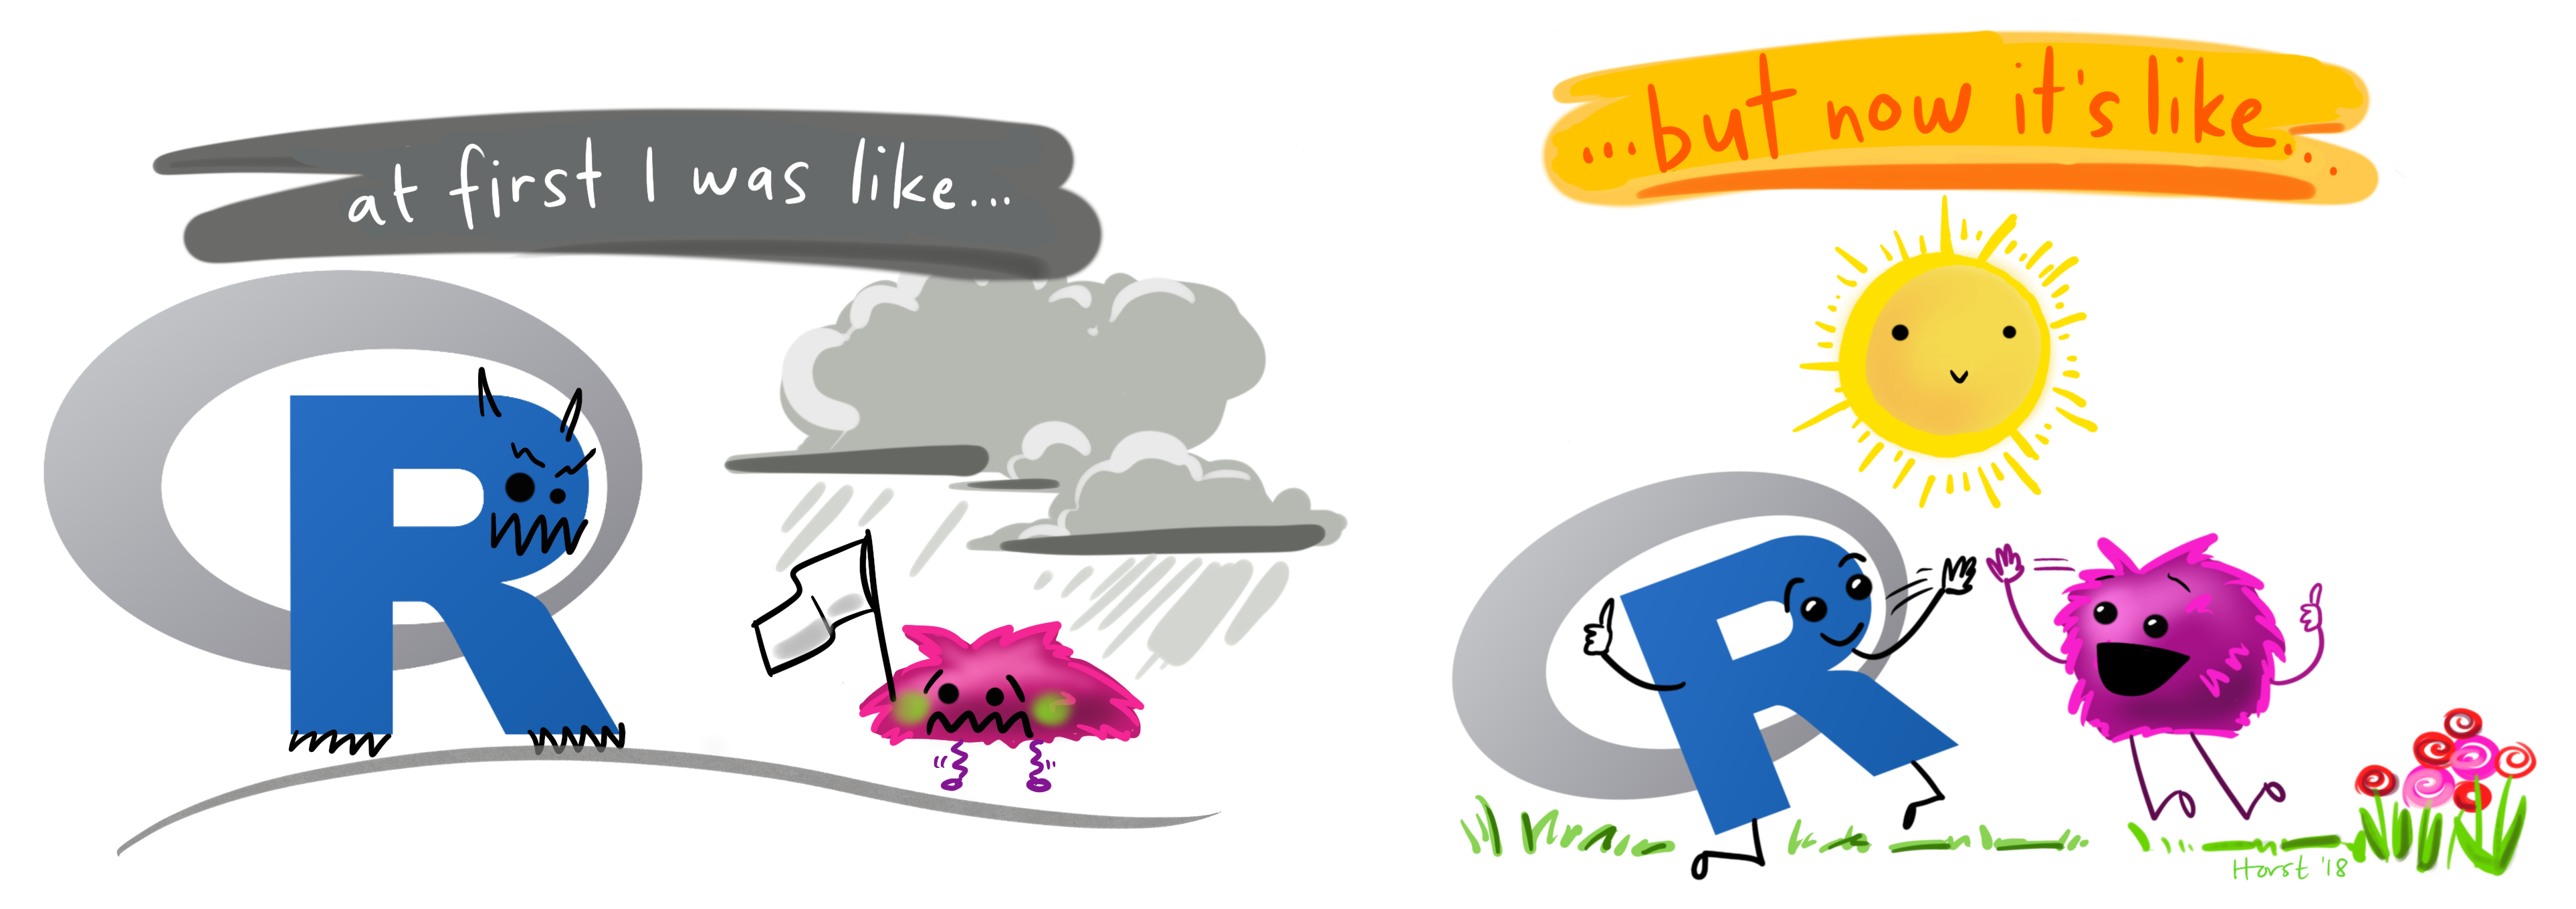 at first I was like...
R
...but now it's like...
R
Horst '18